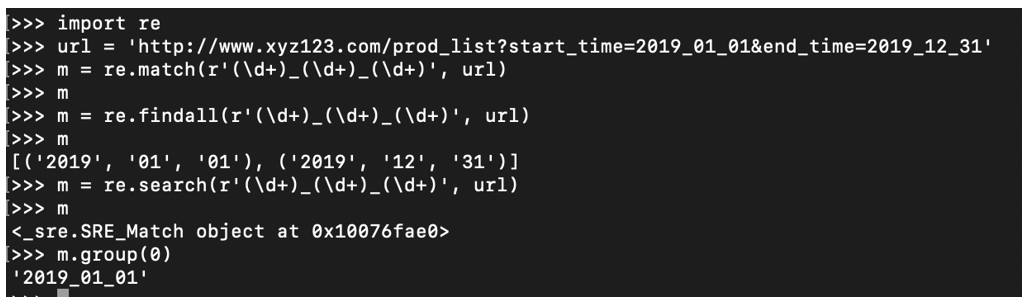 >>> import re
>>> url = 'http://www.xyz123.com/prod_list?start_time=2019_01_01&end_time=2019_12_31'
>>> m = re.match(r'(\d+)_(\d+)_(\d+)', url)
>>> m
>>> m = re.findall(r'(\d+)_(\d+)_(\d+)', url)
>>> m
[('2019', '01', '01'), ('2019', '12', '31')]
>>> m = re.search(r'(\d+)_(\d+)_(\d+)', url)
>>> m
<_sre.SRE_Match object at 0x10076fae0>
>>> m.group(0)
'2019_01_01'
>>>